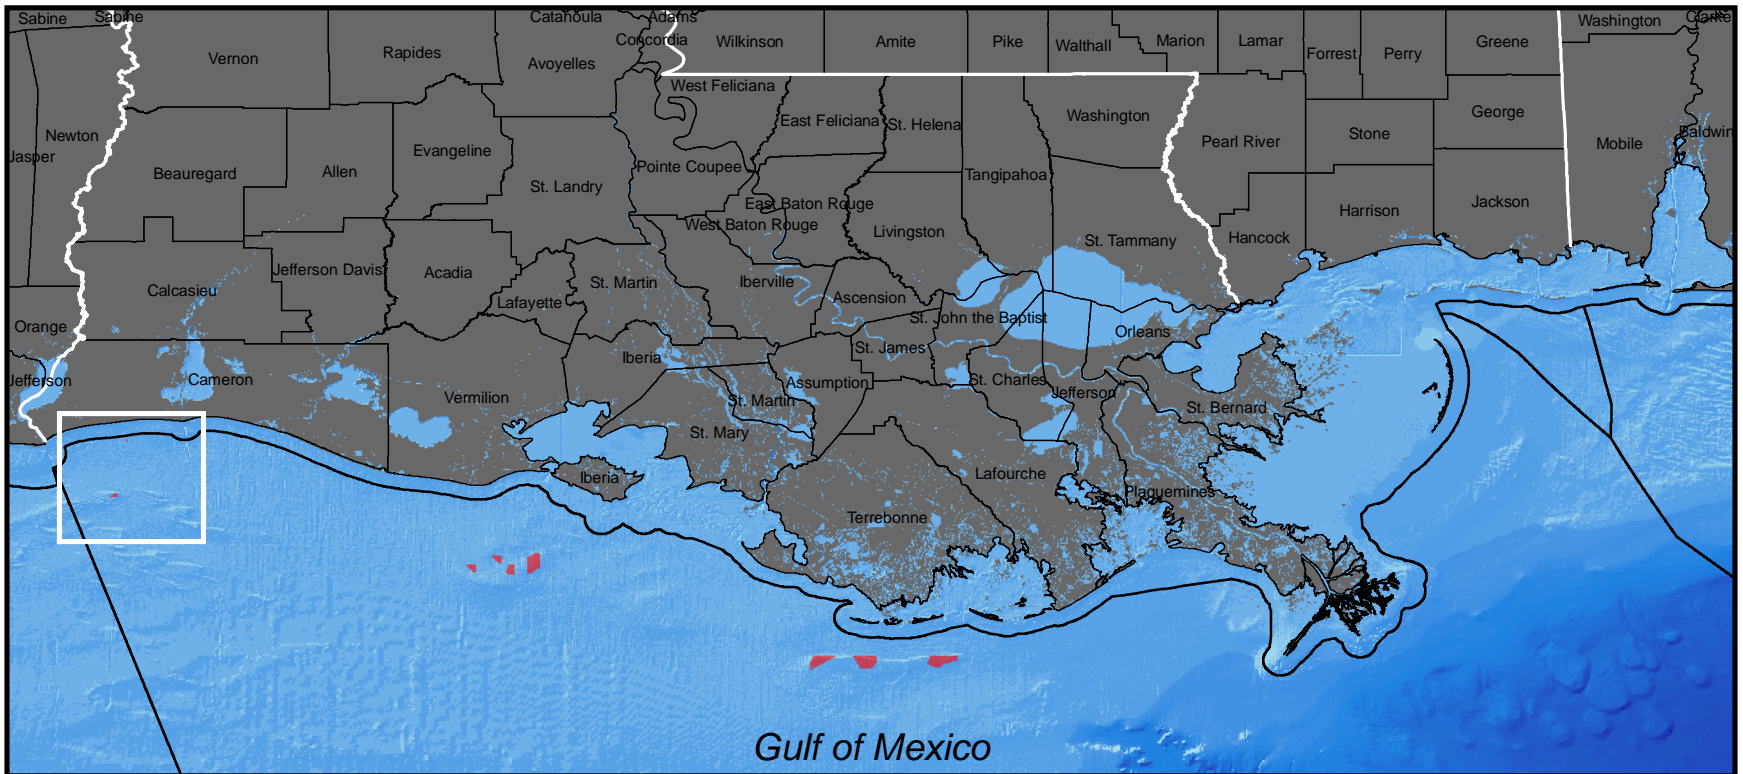 Sabine
Sabine
Catahoula
Adams
Washington
Clarke
Vernon
Rapides
Avoyelles
Concordia
Wilkinson
Amite
Pike
Walthall
Marion
Lamar
Forrest
Perry
Greene
West Feliciana
Newton
Jasper
Beauregard
Allen
Evangeline
St. Landry
Pointe Coupee
East Feliciana
St. Helena
Washington
Tangipahoa
Pearl River
Stone
George
Mobile
Baldwin
East Baton Rouge
West Baton Rouge
Livingston
St. Tammany
Hancock
Harrison
Jackson
Calcasieu
Jefferson Davis
Acadia
Lafayette
St. Martin
Iberville
Ascension
St. John the Baptist
Orleans
Orange
Jefferson
Cameron
Vermilion
Iberia
St. James
Assumption
St. Charles
Jefferson
St. Martin
St. Mary
St. Bernard
Iberia
Lafourche
Plaquemines
Terrebonne
Gulf of Mexico